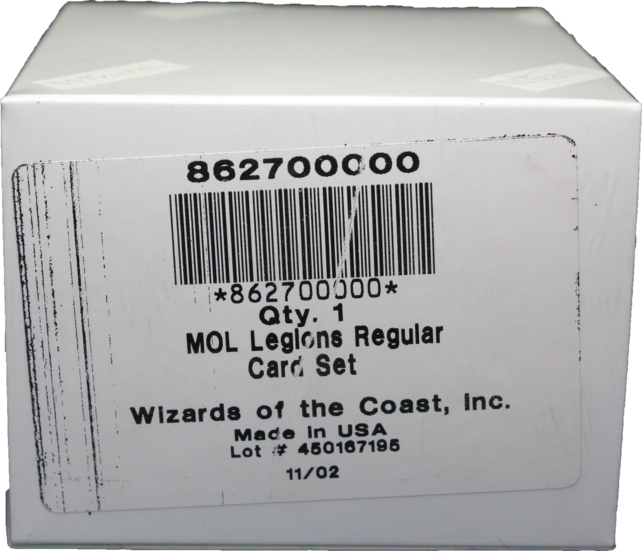 862700000
*862700000*
Qty. 1
MOL Legions Regular
Card Set
Wizards of the Coast, Inc.
Made In USA
Lot # 450167195
11/02